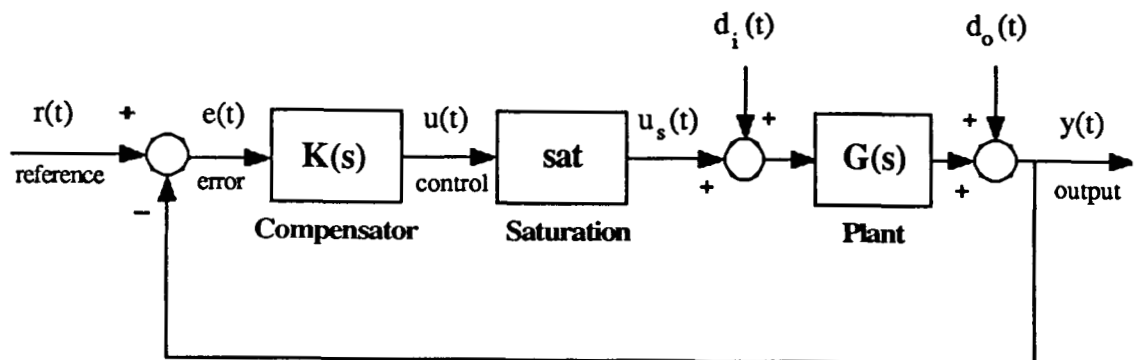 d_i(t)
d_o(t)
r(t)
+
e(t)
u(t)
u_s(t)
+
+
y(t)
K(s)
sat
G(s)
reference
error
control
+
+
output
−
Compensator
Saturation
Plant